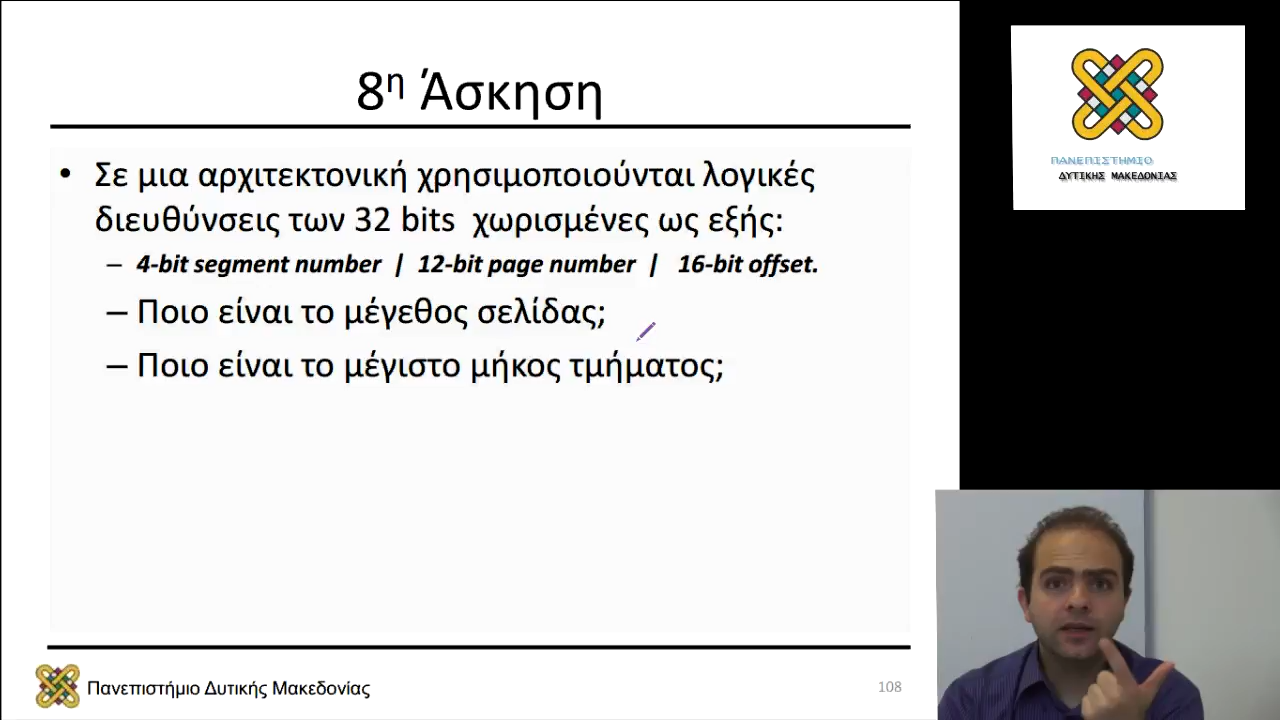 8η Άσκηση
• Σε μια αρχιτεκτονική χρησιμοποιούνται λογικές
διευθύνσεις των 32 bits χωρισμένες ως εξής:
– 4-bit segment number | 12-bit page number | 16-bit offset.
– Ποιο είναι το μέγεθος σελίδας;
– Ποιο είναι το μέγιστο μήκος τμήματος;
Πανεπιστήμιο Δυτικής Μακεδονίας
108
ΠΑΝΕΠΙΣΤΗΜΙΟ
ΔΥΤΙΚΗΣ ΜΑΚΕΔΟΝΙΑΣ